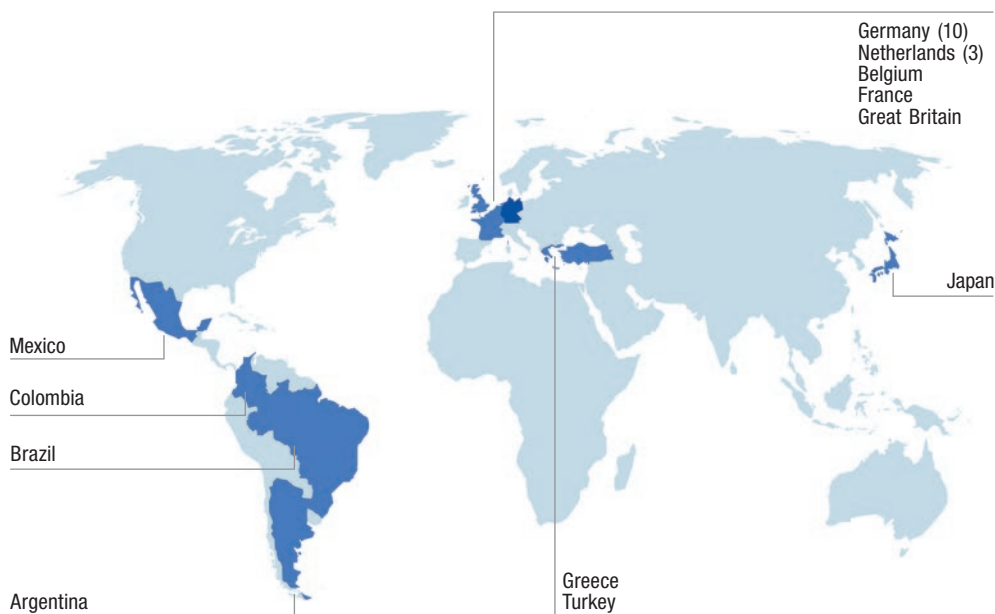 Germany (10)
Netherlands (3)
Belgium
France
Great Britain
Japan
Mexico
Colombia
Brazil
Argentina
Greece
Turkey